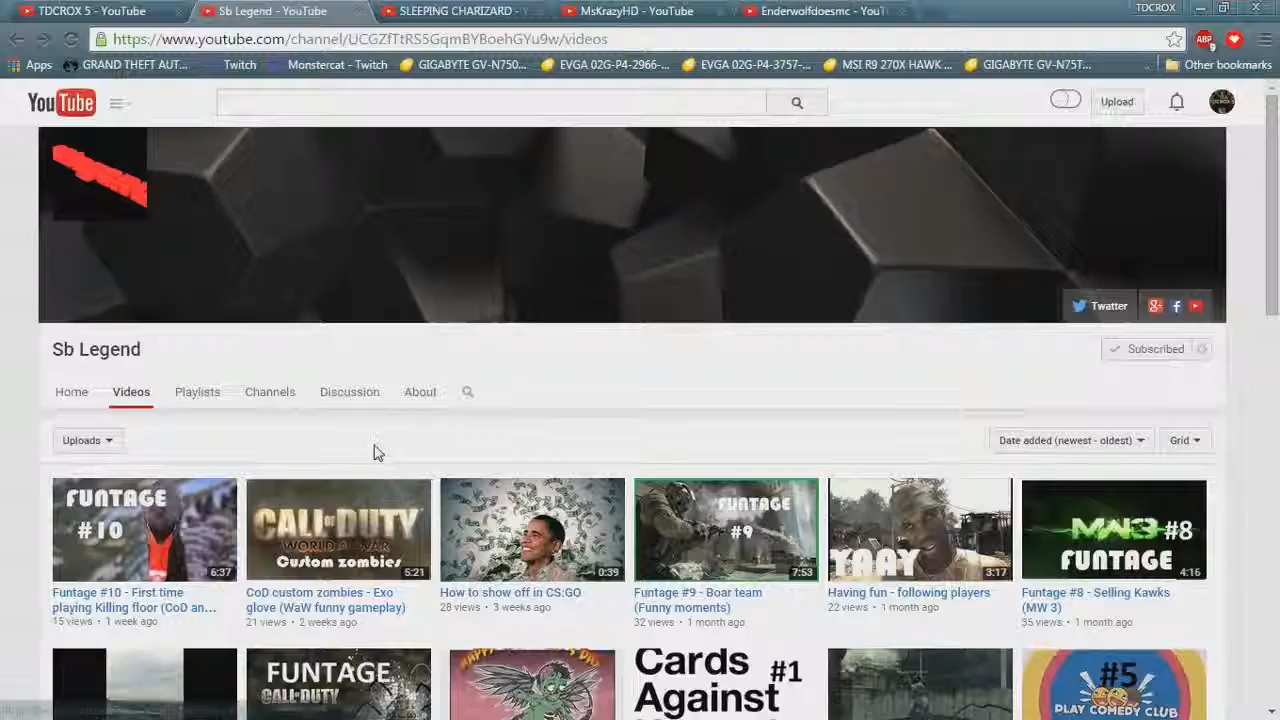 TDCROX 5 - YouTube
Sb Legend - YouTube
SLEEPING CHARIZARD -
MsKrazyHD - YouTube
Enderwolfdoesmc - YouT
TDCROX
https://www.youtube.com/channel/UCGZfTtRS5GqmBYBoehGYu9w/videos
ABP
9
Apps
GRAND THEFT AUT...
Twitch
Monstercat - Twitch
GIGABYTE GV-N750...
EVGA 02G-P4-2966-...
EVGA 02G-P4-3757-...
MSI R9 270X HAWK ...
GIGABYTE GV-N75T...
Other bookmarks
YouTube
Upload
Twatter
Sb Legend
Subscribed
Home
Videos
Playlists
Channels
Discussion
About
Uploads
Date added (newest - oldest)
Grid
FUNTAGE
#10
6:37
CALL OF DUTY
WORLD AT WAR
Custom zombies
5:21
0:39
FUNTAGE
#9
7:53
YAAY
3:17
MW3 #8
FUNTAGE
4:16
Funtage #10 - First time
playing Killing floor (CoD an...
15 views • 1 week ago
CoD custom zombies - Exo
glove (WaW funny gameplay)
21 views • 2 weeks ago
How to show off in CS:GO
28 views • 3 weeks ago
Funtage #9 - Boar team
(Funny moments)
32 views • 1 month ago
Having fun - following players
22 views • 1 month ago
Funtage #8 - Selling Kawks
(MW 3)
35 views • 1 month ago
FUNTAGE
CALL OF DUTY
Cards #1
Against
#5
PLAY COMEDY CLUB